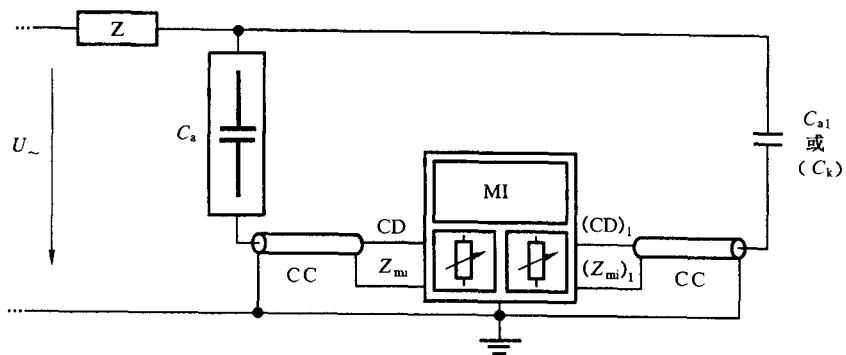 Z
Cₐ
U～
Cₐ₁
或
(Cₖ)
MI
CD
Zₘᵢ
CC
(CD)₁
(Zₘᵢ)₁
CC